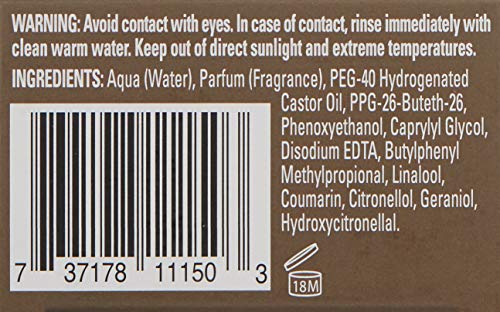 WARNING: Avoid contact with eyes. In case of contact, rinse immediately with
clean warm water. Keep out of direct sunlight and extreme temperatures.
INGREDIENTS: Aqua (Water), Parfum (Fragrance), PEG-40 Hydrogenated
Castor Oil, PPG-26-Buteth-26,
Phenoxyethanol, Caprylyl Glycol,
Disodium EDTA, Butylphenyl
Methylpropional, Linalool,
Coumarin, Citronellol, Geraniol,
Hydroxycitronellal.
7 37178 11150 3
18M